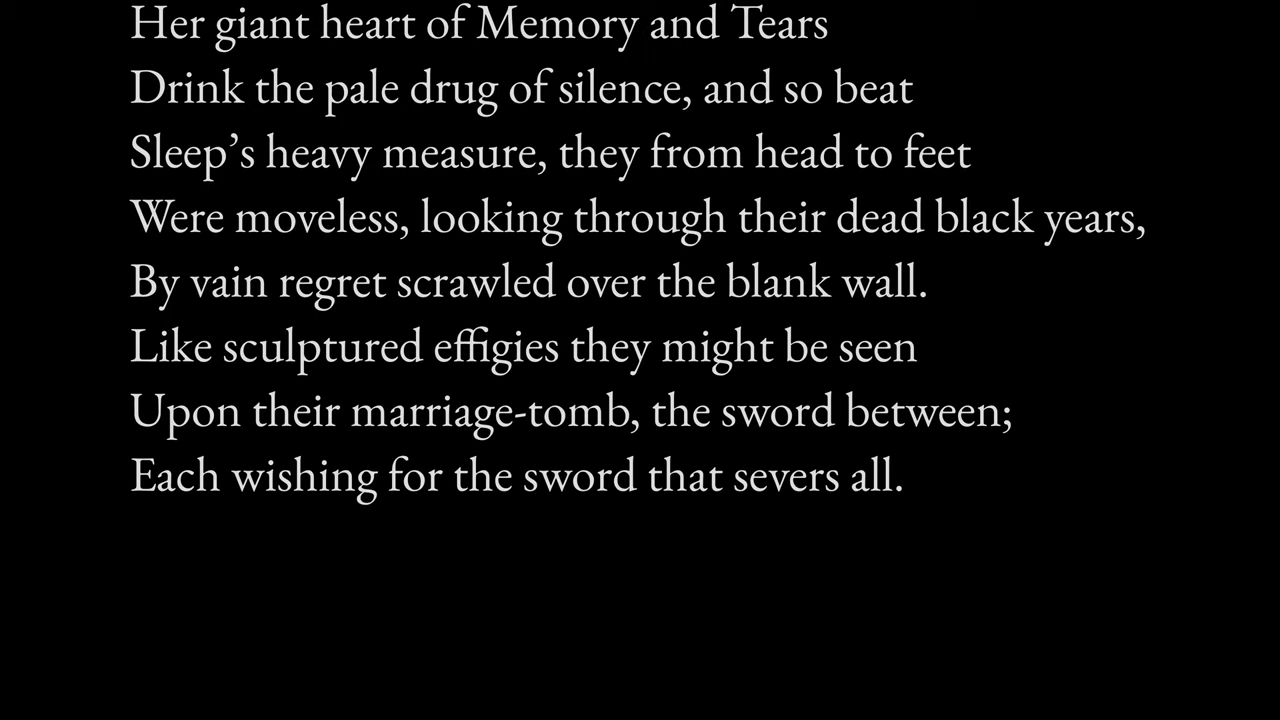 Her giant heart of Memory and Tears
Drink the pale drug of silence, and so beat
Sleep’s heavy measure, they from head to feet
Were moveless, looking through their dead black years,
By vain regret scrawled over the blank wall.
Like sculptured effigies they might be seen
Upon their marriage-tomb, the sword between;
Each wishing for the sword that severs all.